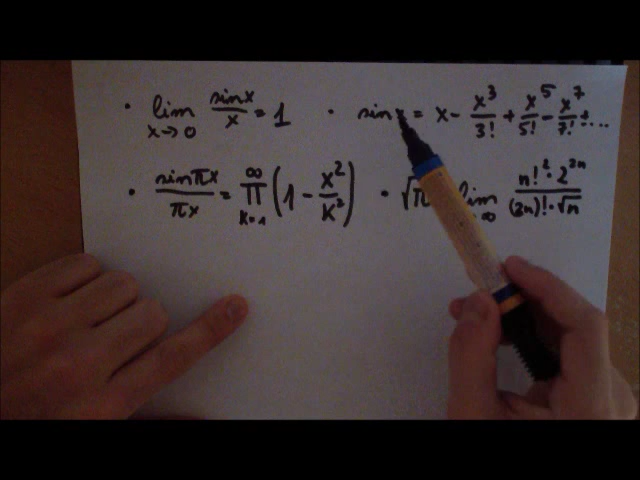 • lim x→0 sinx/x = 1 • sinx = x - x³/3! + x⁵/5! - x⁷/7! + ...
• sinπx/πx = ∞∏k=1 (1 - x²/k²) • √π lim ∞ n!²·2²ⁿ/(2n)!·√n